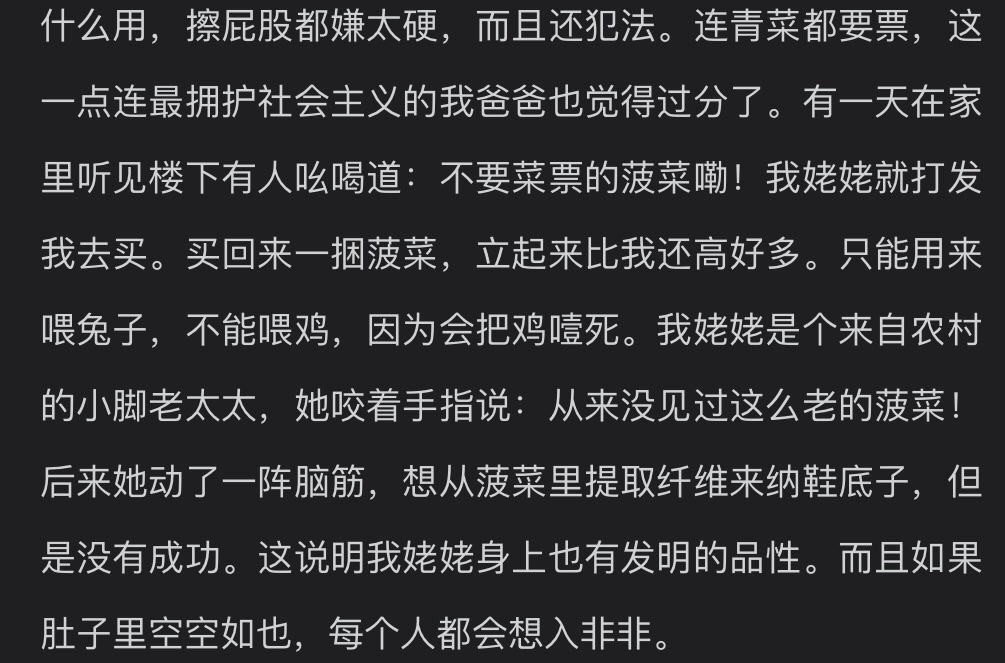 什么用，擦屁股都嫌太硬，而且还犯法。连青菜都要票，这
一点连最拥护社会主义的我爸爸也觉得过分了。有一天在家
里听见楼下有人吆喝道：不要菜票的菠菜嘞！我姥姥就打发
我去买。买回来一捆菠菜，立起来比我还高好多。只能用来
喂兔子，不能喂鸡，因为会把鸡噎死。我姥姥是个来自农村
的小脚老太太，她咬着手指说：从来没见过这么老的菠菜！
后来她动了一阵脑筋，想从菠菜里提取纤维来纳鞋底子，但
是没有成功。这说明我姥姥身上也有发明的品性。而且如果
肚子里空空如也，每个人都会想入非非。